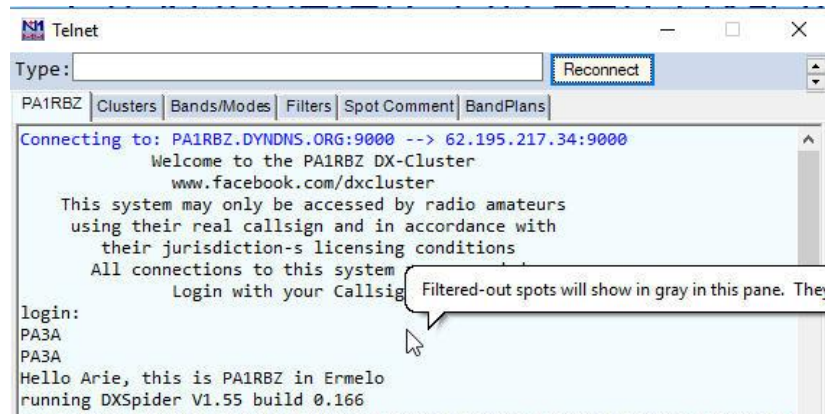 Telnet
Type:
Reconnect
PA1RBZ Clusters Bands/Modes Filters Spot Comment BandPlans
Connecting to: PA1RBZ.DYNDNS.ORG:9000 --> 62.195.217.34:9000
Welcome to the PA1RBZ DX-Cluster
www.facebook.com/dxcluster
This system may only be accessed by radio amateurs
using their real callsign and in accordance with
their jurisdiction-s licensing conditions
All connections to this system
Login with your Callsig
Filtered-out spots will show in gray in this pane. They
login:
PA3A
PA3A
Hello Arie, this is PA1RBZ in Ermelo
running DXSpider V1.55 build 0.166